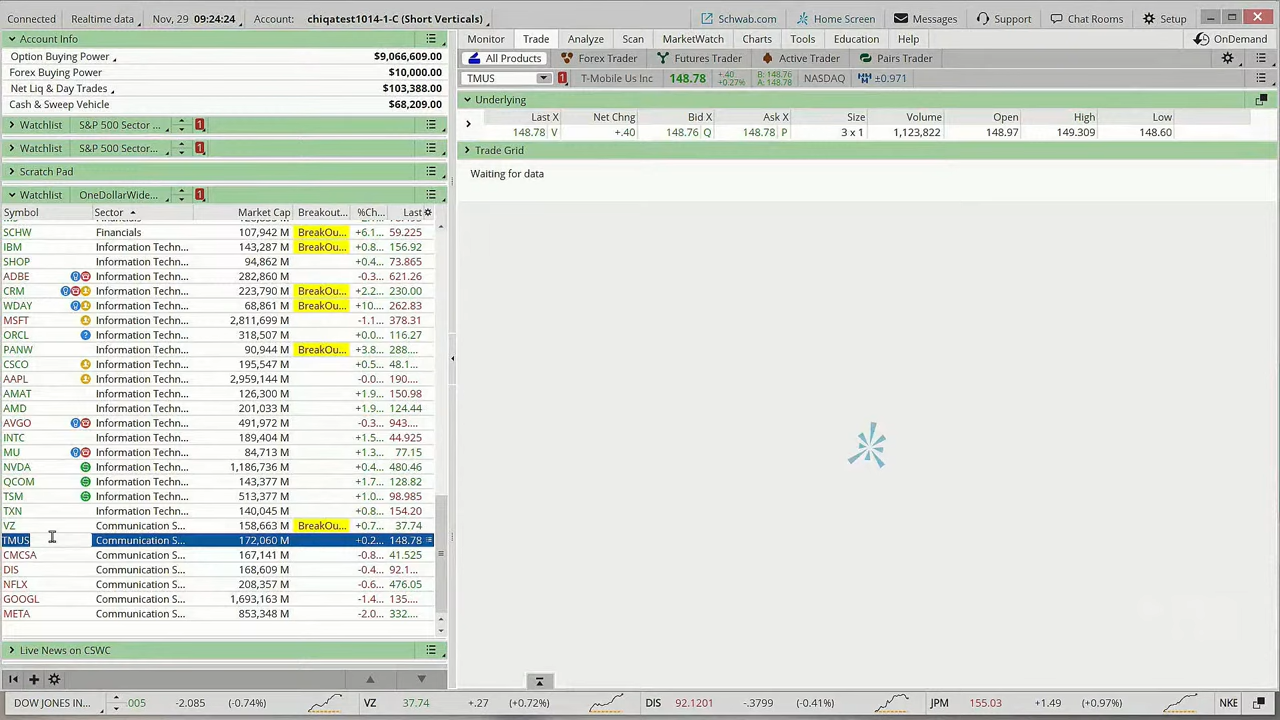 Connected Realtime data Nov, 29 09:24:24 Account: chiqatest1014-1-C (Short Verticals) Schwab.com Home Screen Messages Support Chat Rooms Setup
Account Info
Option Buying Power $9,066,609.00
Forex Buying Power $10,000.00
Net Liq & Day Trades $103,388.00
Cash & Sweep Vehicle $68,209.00
Watchlist S&P 500 Sector ... 1
Watchlist S&P 500 Sector... 1
Scratch Pad
Watchlist OneDollarWide... 1
Symbol Sector Market Cap Breakout... %Ch... Last
SCHW Financials 107,942 M BreakOu... +6.1... 59.225
IBM Information Techn... 143,287 M BreakOu... +0.8... 156.92
SHOP Information Techn... 94,862 M +0.4... 73.865
ADBE Information Techn... 282,860 M -0.3... 621.26
CRM Information Techn... 223,790 M BreakOu... +2.2... 230.00
WDAY Information Techn... 68,861 M BreakOu... +10.... 262.83
MSFT Information Techn... 2,811,699 M -1.1... 378.31
ORCL Information Techn... 318,507 M +0.0... 116.27
PANW Information Techn... 90,944 M BreakOu... +3.8... 288....
CSCO Information Techn... 195,547 M +0.5... 48.1...
AAPL Information Techn... 2,959,144 M -0.0... 190....
AMAT Information Techn... 126,300 M +1.9... 150.98
AMD Information Techn... 201,033 M +1.9... 124.44
AVGO Information Techn... 491,972 M -0.3... 943....
INTC Information Techn... 189,404 M +1.5... 44.925
MU Information Techn... 84,713 M +1.3... 77.15
NVDA Information Techn... 1,186,736 M +0.4... 480.46
QCOM Information Techn... 143,377 M +1.7... 128.82
TSM Information Techn... 513,377 M +1.0... 98.985
TXN Information Techn... 140,045 M +0.8... 154.20
VZ Communication S... 158,663 M BreakOu... +0.7... 37.74
TMUS Communication S... 172,060 M +0.2... 148.78
CMCSA Communication S... 167,141 M -0.8... 41.525
DIS Communication S... 168,609 M -0.4... 92.1...
NFLX Communication S... 208,357 M -0.6... 476.05
GOOGL Communication S... 1,693,163 M -1.4... 135....
META Communication S... 853,348 M -2.0... 332....
Live News on CSWC
Monitor Trade Analyze Scan MarketWatch Charts Tools Education Help OnDemand
All Products Forex Trader Futures Trader Active Trader Pairs Trader
TMUS 1 T-Mobile Us Inc 148.78 +.40 +0.27% B: 148.76 A: 148.78 NASDAQ ±0.971
Underlying
Last X Net Chng Bid X Ask X Size Volume Open High Low
148.78 V +.40 148.76 Q 148.78 P 3 x 1 1,123,822 148.97 149.309 148.60
Trade Grid
Waiting for data
DOW JONES IN... .005 -2.085 (-0.74%) VZ 37.74 +.27 (+0.72%) DIS 92.1201 -.3799 (-0.41%) JPM 155.03 +1.49 (+0.97%) NKE